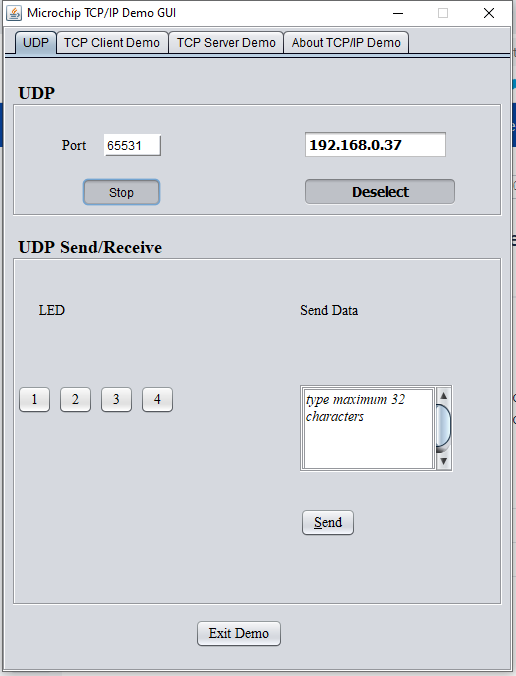 Microchip TCP/IP Demo GUI
UDP TCP Client Demo TCP Server Demo About TCP/IP Demo
UDP
Port 65531 192.168.0.37
Stop Deselect
UDP Send/Receive
LED Send Data
1 2 3 4
type maximum 32
characters
Send
Exit Demo